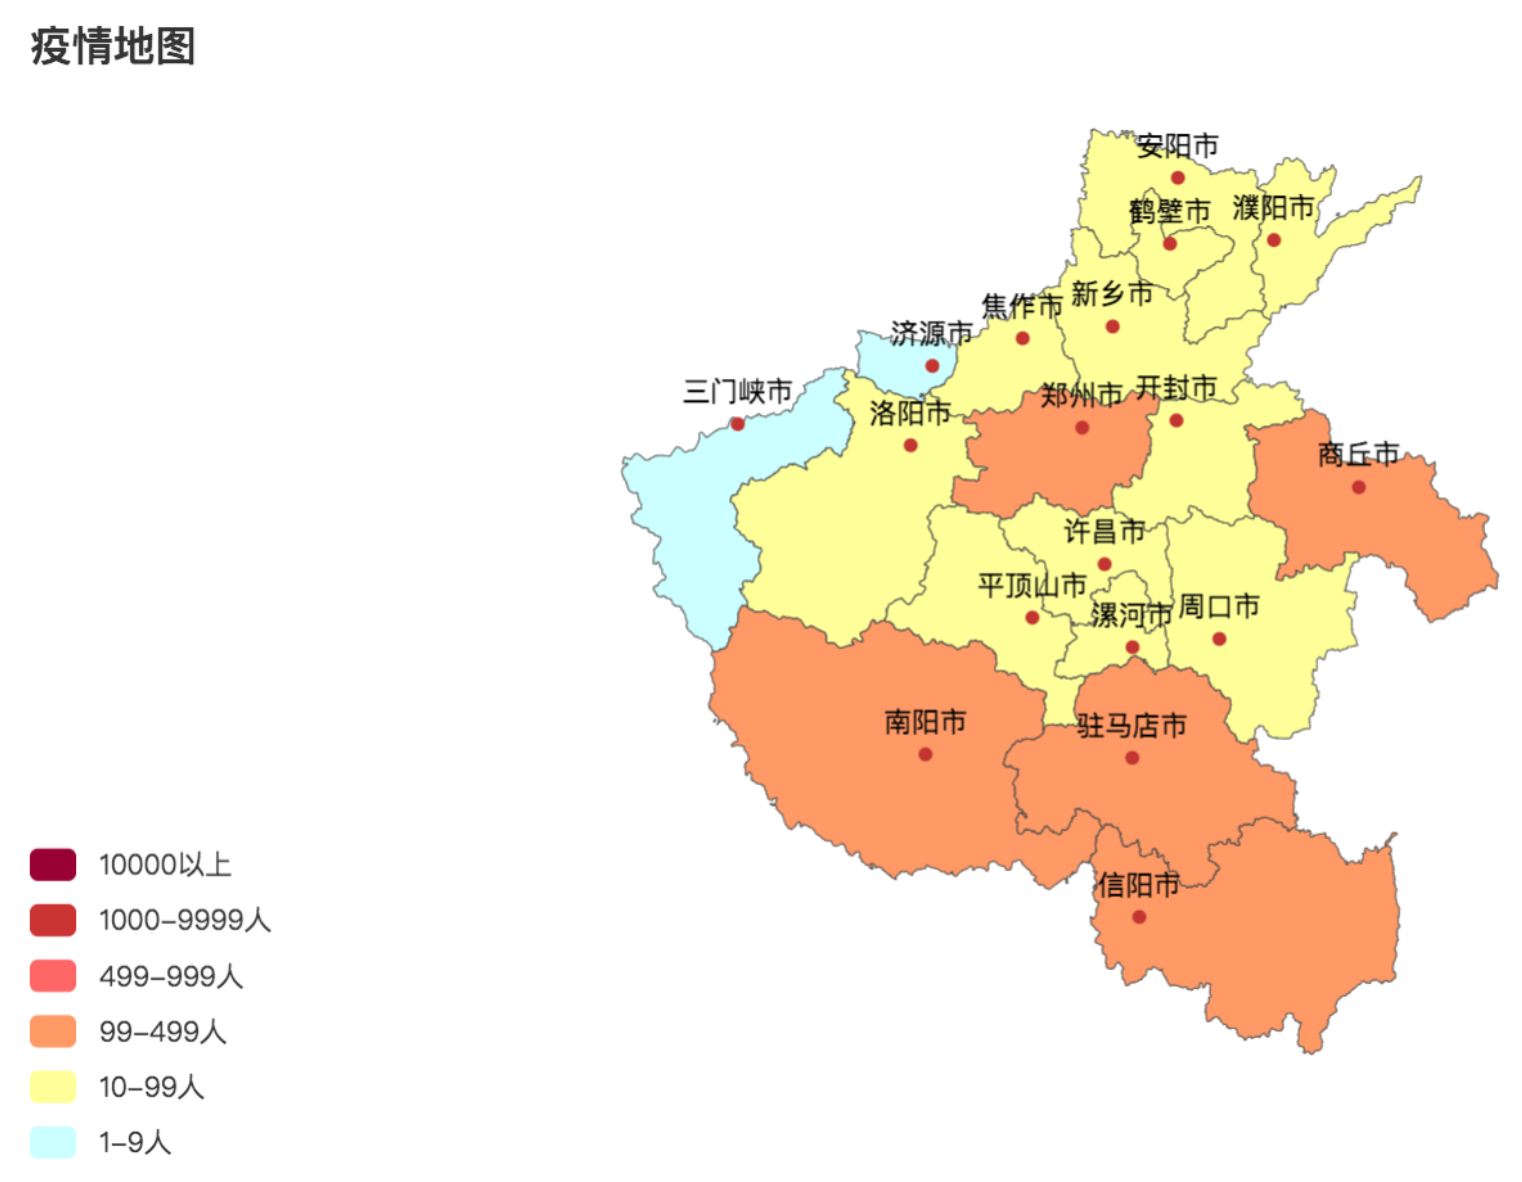 疫情地图
安阳市
鹤壁市
濮阳市
新乡市
焦作市
济源市
三门峡市
郑州市
开封市
洛阳市
商丘市
许昌市
平顶山市
漯河市
周口市
南阳市
驻马店市
信阳市
10000以上
1000-9999人
499-999人
99-499人
10-99人
1-9人